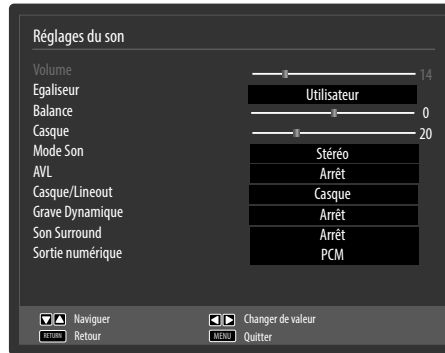 Réglages du son
Volume 14
Egaliseur Utilisateur
Balance 0
Casque 20
Mode Son Stéréo
AVL Arrêt
Casque/Lineout Casque
Grave Dynamique Arrêt
Son Surround Arrêt
Sortie numérique PCM
Naviguer Changer de valeur
RETURN Retour MENU Quitter